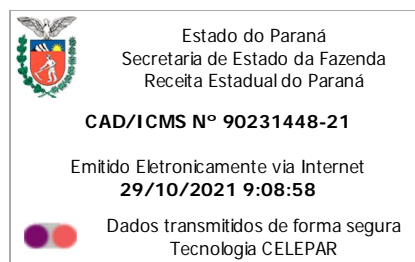 Estado do Paraná
Secretaria de Estado da Fazenda
Receita Estadual do Paraná
CAD/ICMS Nº 90231448-21
Emitido Eletronicamente via Internet
29/10/2021 9:08:58
Dados transmitidos de forma segura
Tecnologia CELEPAR